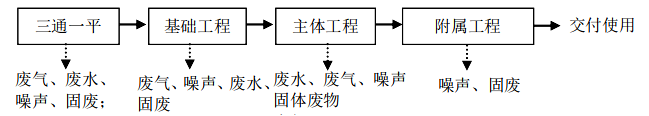 三通一平
基础工程
主体工程
附属工程
交付使用
废气、废水、
噪声、固废；
废气、噪声、废水、
固废
废水、废气、噪声
固体废物
噪声、固废